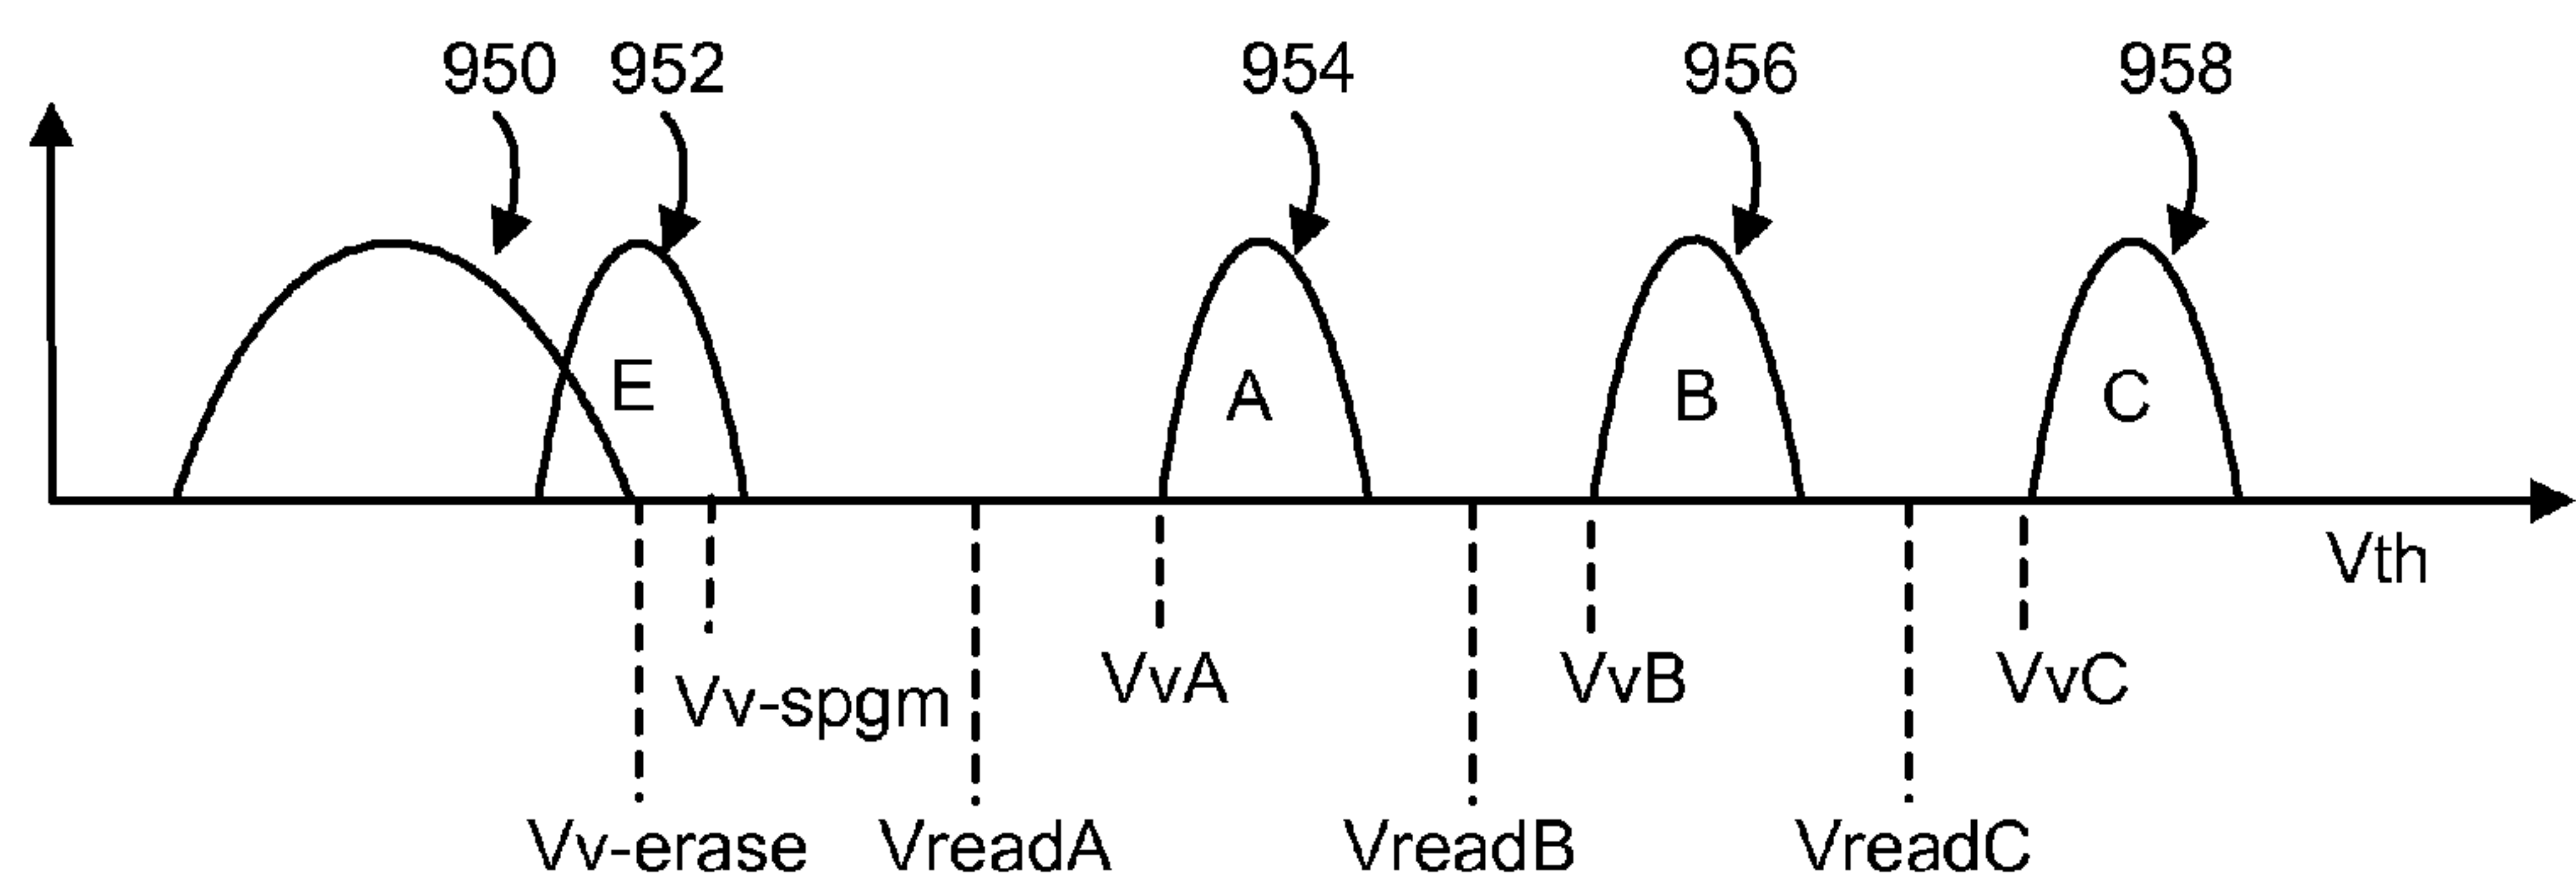 950 952 954 956 958
E A B C
Vth
Vv-spgm VvA VvB VvC
Vv-erase VreadA VreadB VreadC